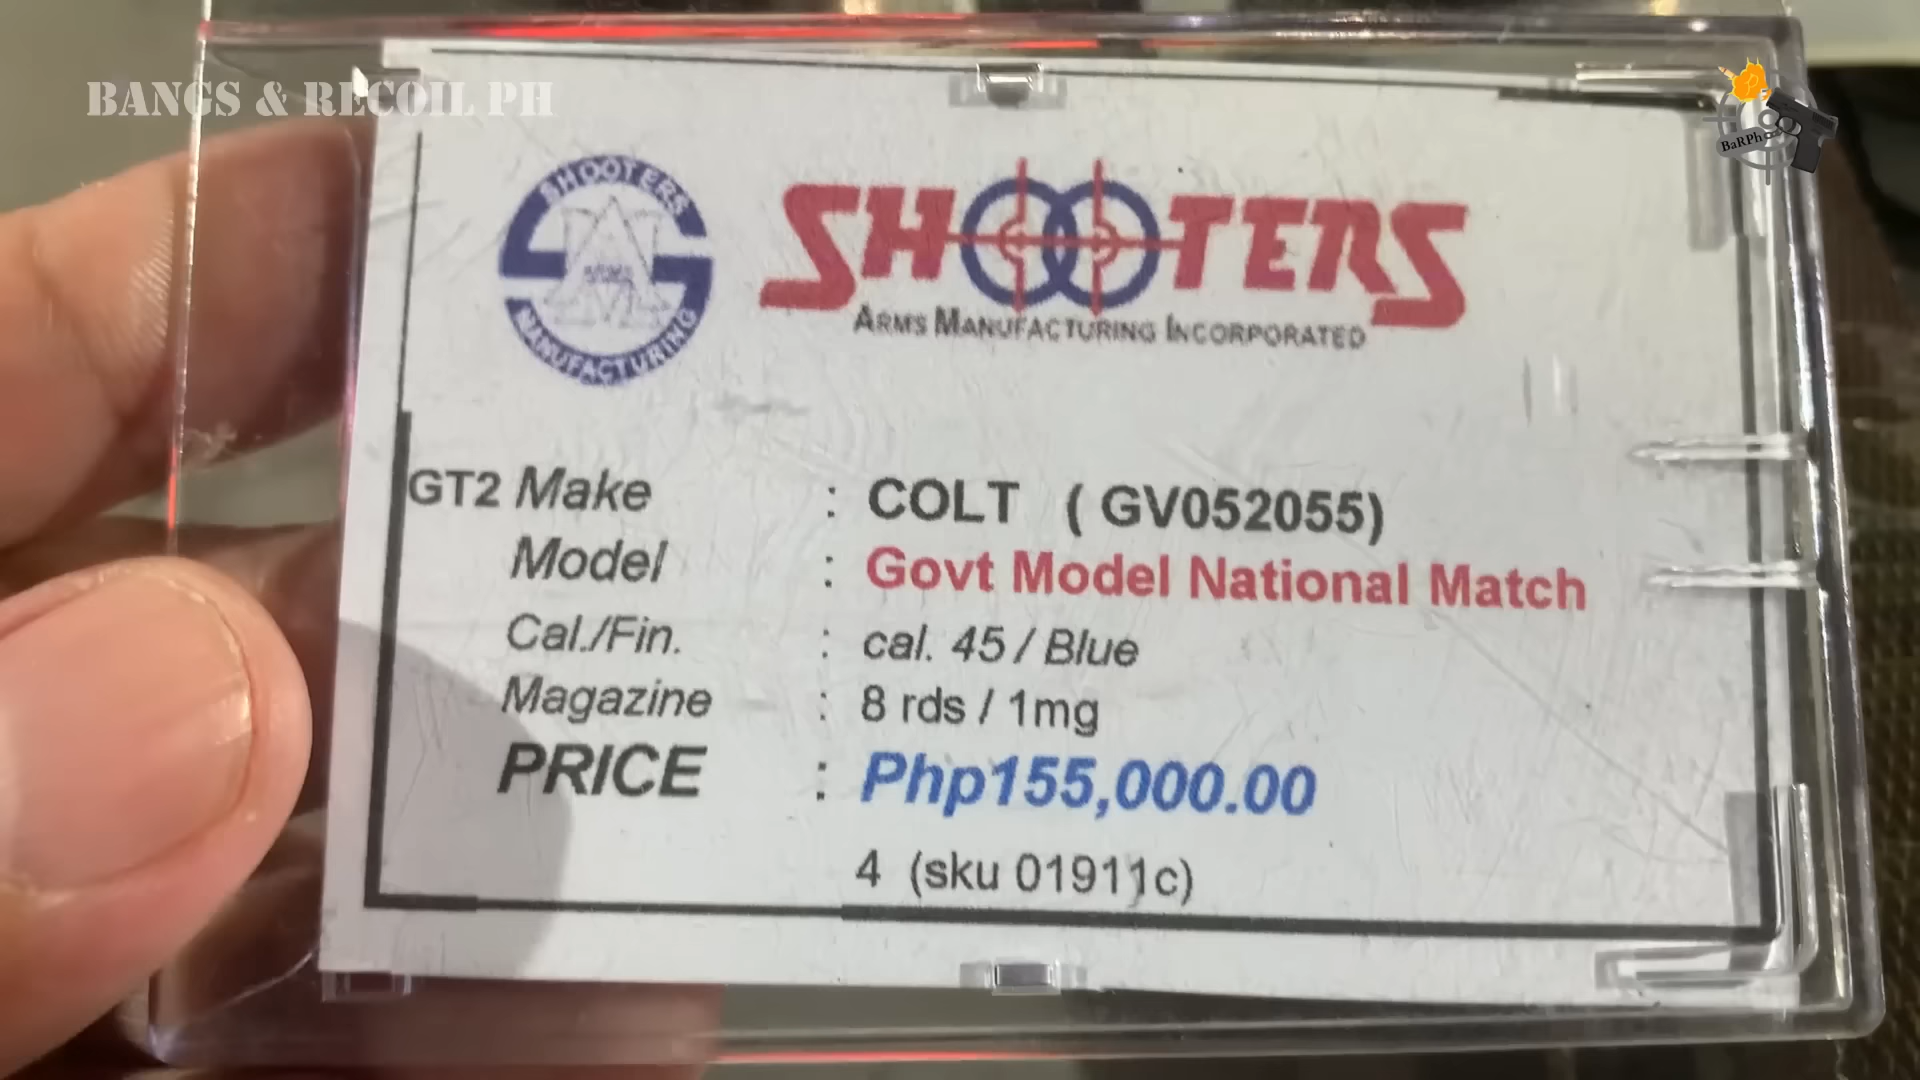 BANGS & RECOIL PH
BaRPh
SHOOTERS
MANUFACTURING
SHOOTERS
ARMS MANUFACTURING INCORPORATED
GT2 Make : COLT ( GV052055)
Model : Govt Model National Match
Cal./Fin. : cal. 45 / Blue
Magazine : 8 rds / 1mg
PRICE : Php155,000.00
4 (sku 01911c)